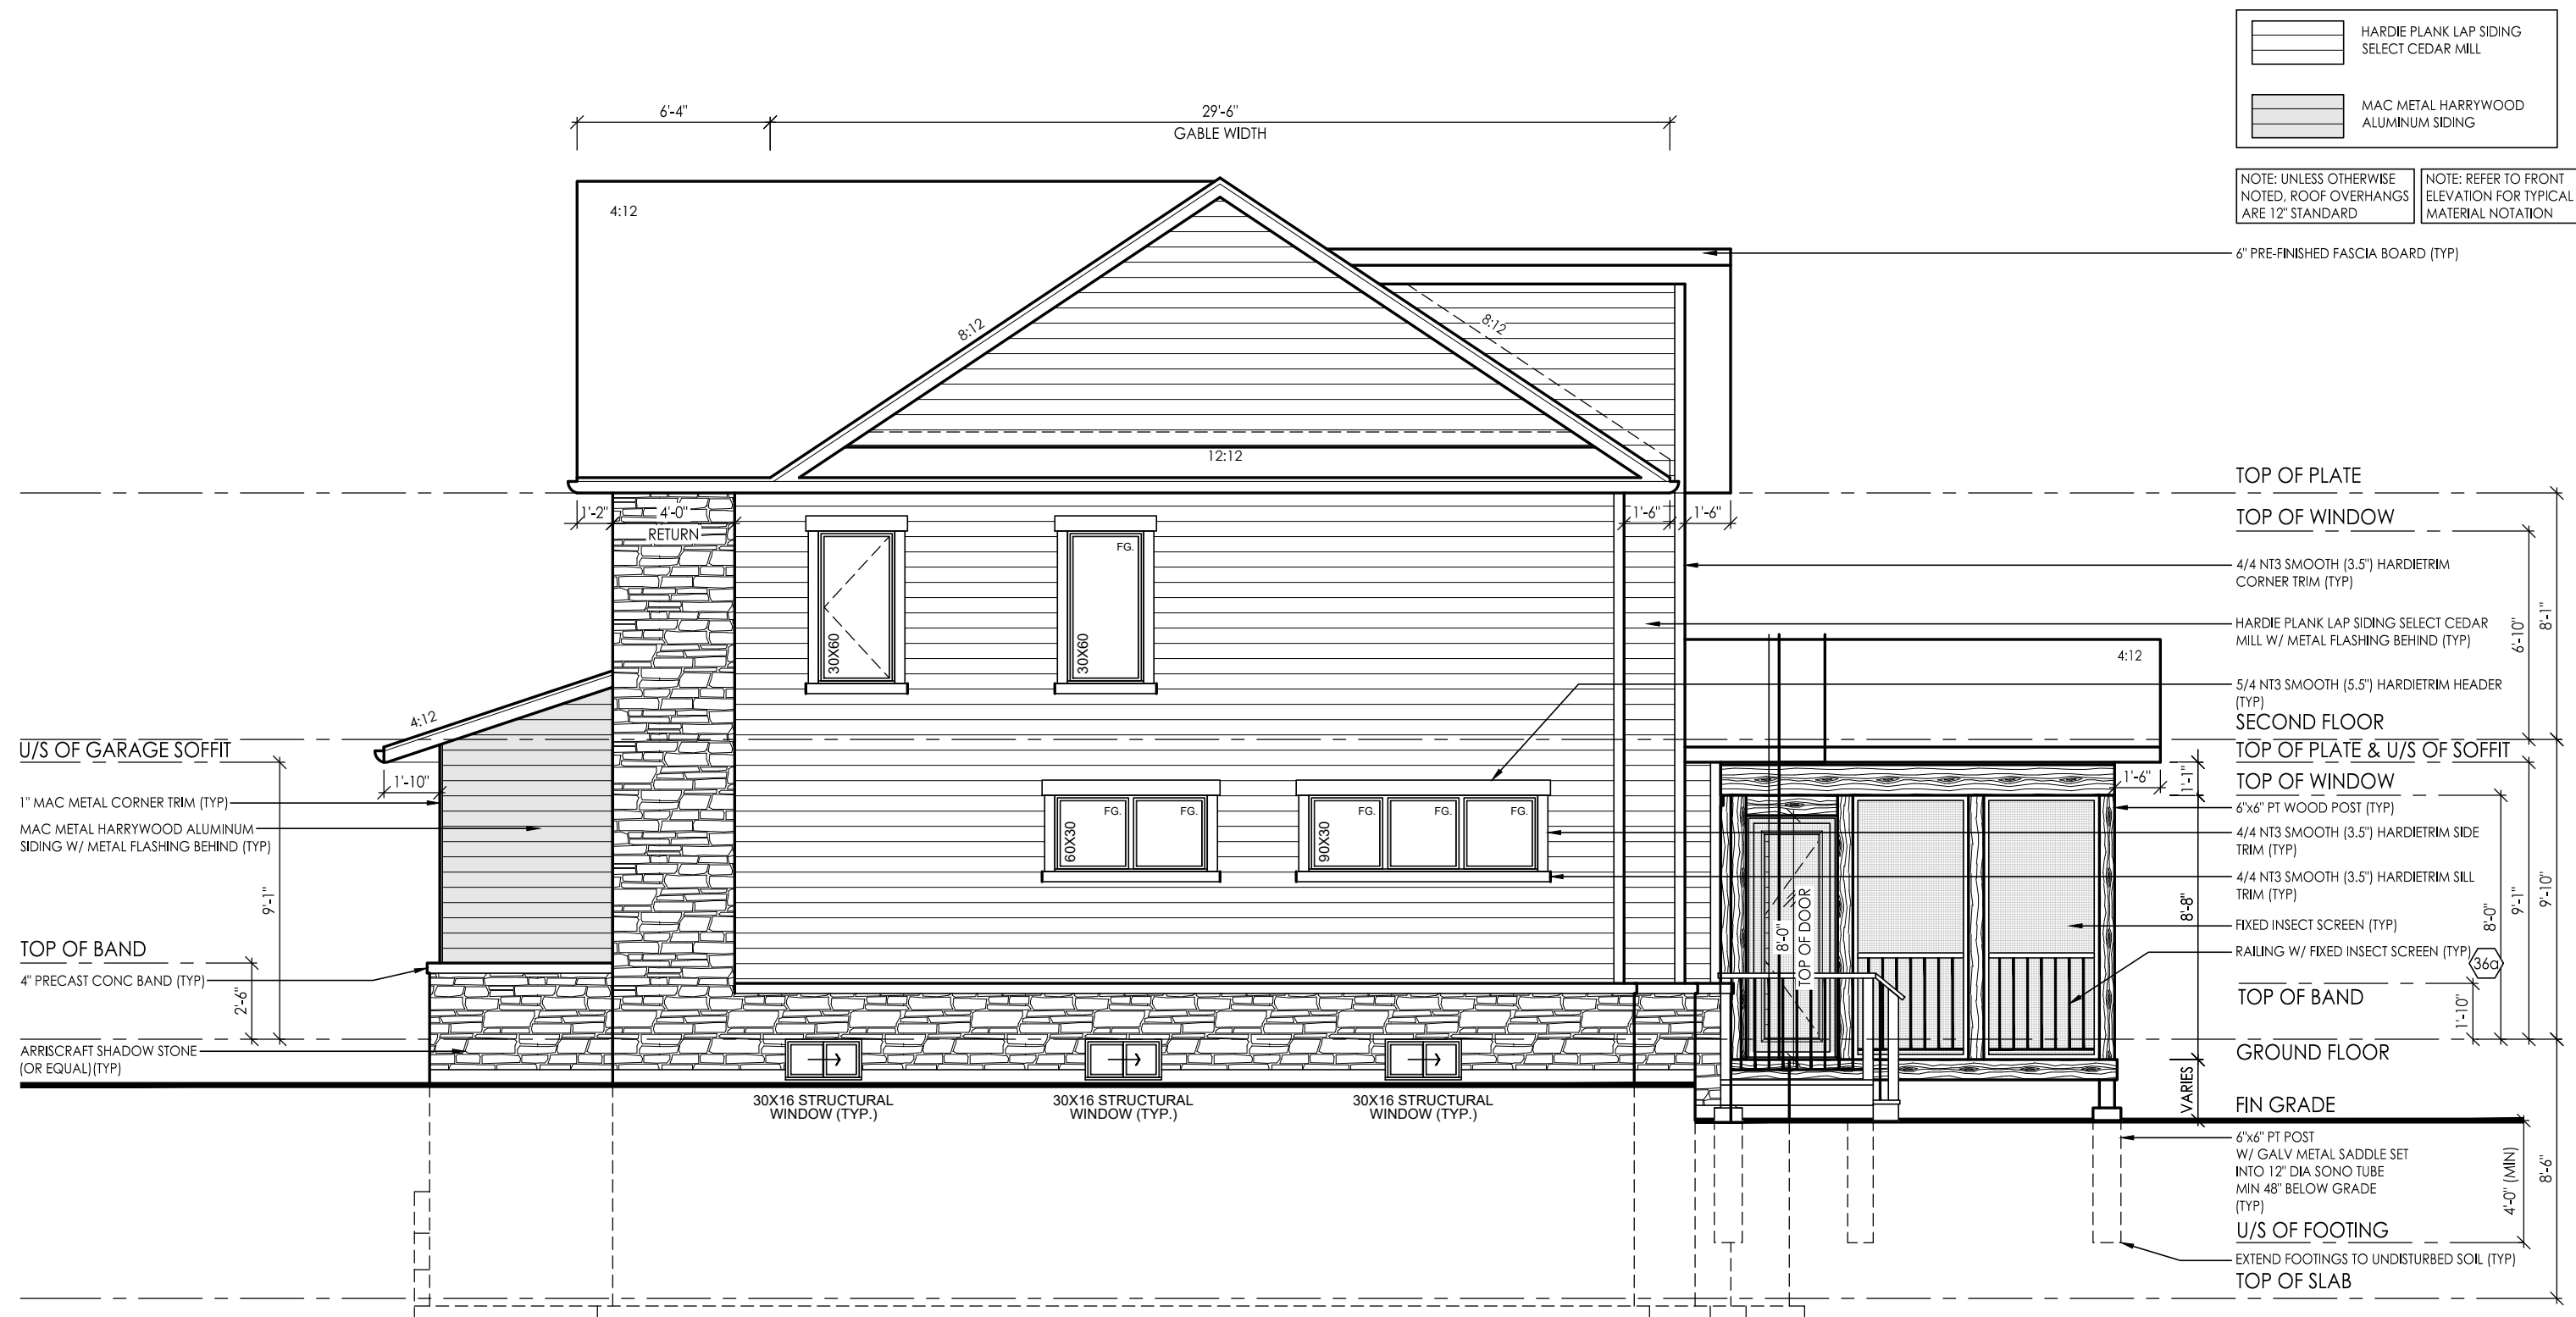 HARDIE PLANK LAP SIDING
SELECT CEDAR MILL
MAC METAL HARRYWOOD
ALUMINUM SIDING
NOTE: UNLESS OTHERWISE
NOTED, ROOF OVERHANGS
ARE 12" STANDARD
NOTE: REFER TO FRONT
ELEVATION FOR TYPICAL
MATERIAL NOTATION
6'-4"
29'-6"
GABLE WIDTH
4:12
8:12
8:12
12:12
6" PRE-FINISHED FASCIA BOARD (TYP)
TOP OF PLATE
TOP OF WINDOW
1'-2"
4'-0"
RETURN
1'-6"
1'-6"
FG.
30X60
30X60
4/4 NT3 SMOOTH (3.5") HARDIETRIM
CORNER TRIM (TYP)
HARDIE PLANK LAP SIDING SELECT CEDAR
MILL W/ METAL FLASHING BEHIND (TYP)
6'-10"
8'-1"
4:12
5/4 NT3 SMOOTH (5.5") HARDIETRIM HEADER
(TYP)
SECOND FLOOR
TOP OF PLATE & U/S OF SOFFIT
TOP OF WINDOW
4:12
U/S OF GARAGE SOFFIT
1'-10"
1" MAC METAL CORNER TRIM (TYP)
MAC METAL HARRYWOOD ALUMINUM
SIDING W/ METAL FLASHING BEHIND (TYP)
9'-1"
TOP OF BAND
4" PRECAST CONC BAND (TYP)
2'-6"
ARRISCRAFT SHADOW STONE
(OR EQUAL)(TYP)
FG.
FG.
60X30
FG.
FG.
FG.
90X30
1'-1"
1'-6"
6"x6" PT WOOD POST (TYP)
4/4 NT3 SMOOTH (3.5") HARDIETRIM SIDE
TRIM (TYP)
4/4 NT3 SMOOTH (3.5") HARDIETRIM SILL
TRIM (TYP)
FIXED INSECT SCREEN (TYP)
RAILING W/ FIXED INSECT SCREEN (TYP)
36a
8'-0"
TOP OF DOOR
8'-8"
8'-0"
9'-1"
9'-10"
TOP OF BAND
1'-10"
GROUND FLOOR
VARIES
FIN GRADE
30X16 STRUCTURAL
WINDOW (TYP.)
30X16 STRUCTURAL
WINDOW (TYP.)
30X16 STRUCTURAL
WINDOW (TYP.)
6"x6" PT POST
W/ GALV METAL SADDLE SET
INTO 12" DIA SONO TUBE
MIN 48" BELOW GRADE
(TYP)
4'-0" (MIN)
8'-6"
U/S OF FOOTING
EXTEND FOOTINGS TO UNDISTURBED SOIL (TYP)
TOP OF SLAB